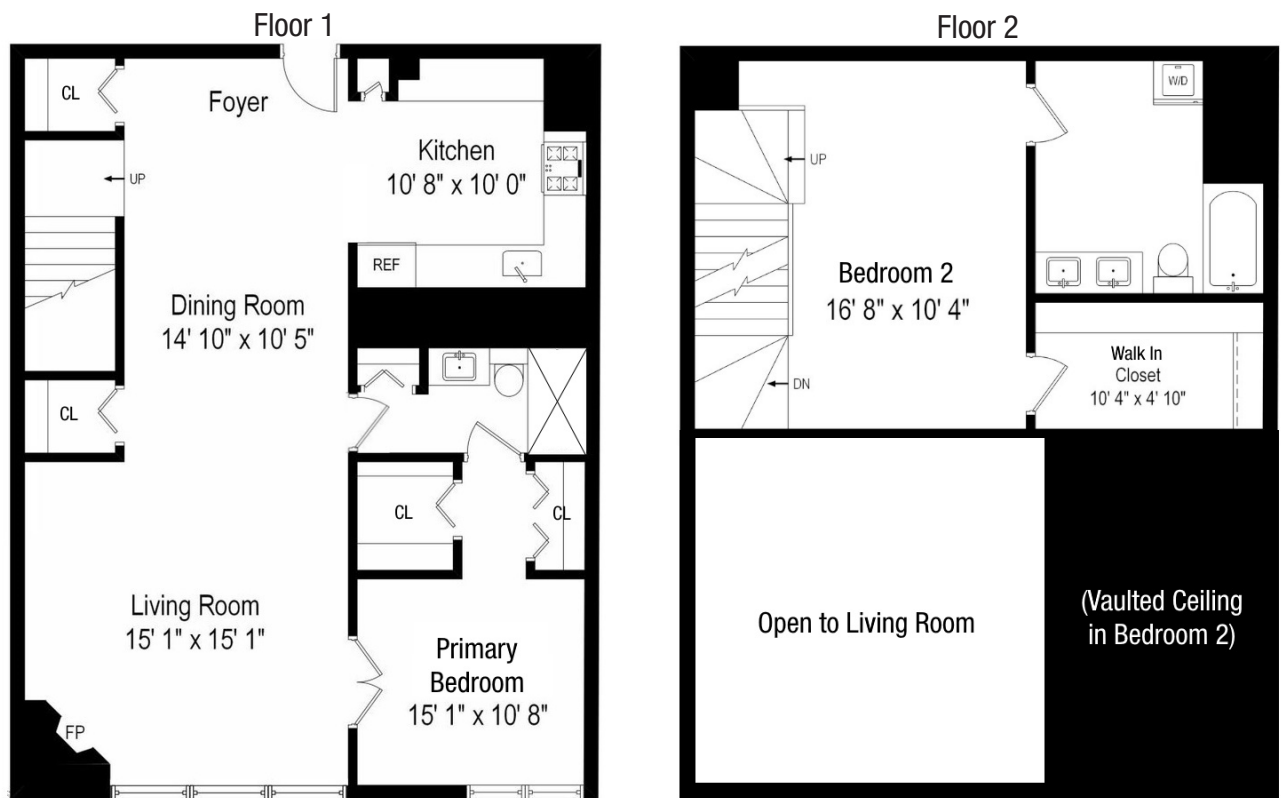 Floor 1
CL
Foyer
UP
Kitchen
10' 8" x 10' 0"
REF
Dining Room
14' 10" x 10' 5"
CL
CL
CL
Living Room
15' 1" x 15' 1"
FP
Primary
Bedroom
15' 1" x 10' 8"
Floor 2
W/D
UP
Bedroom 2
16' 8" x 10' 4"
DN
Walk In
Closet
10' 4" x 4' 10"
Open to Living Room
(Vaulted Ceiling
in Bedroom 2)